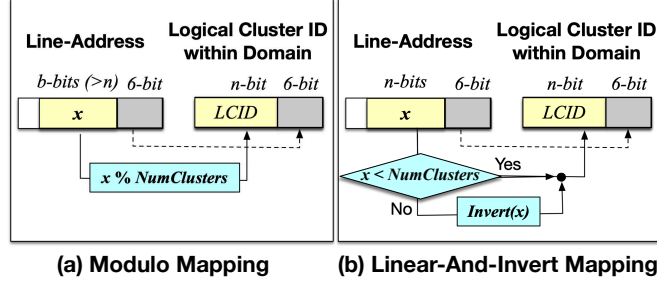 Line-Address
Logical Cluster ID
within Domain
b-bits (>n) 6-bit
n-bit 6-bit
x
LCID
x % NumClusters
(a) Modulo Mapping
Line-Address
Logical Cluster ID
within Domain
n-bits 6-bit
n-bit 6-bit
x
LCID
x < NumClusters
Yes
No
Invert(x)
(b) Linear-And-Invert Mapping